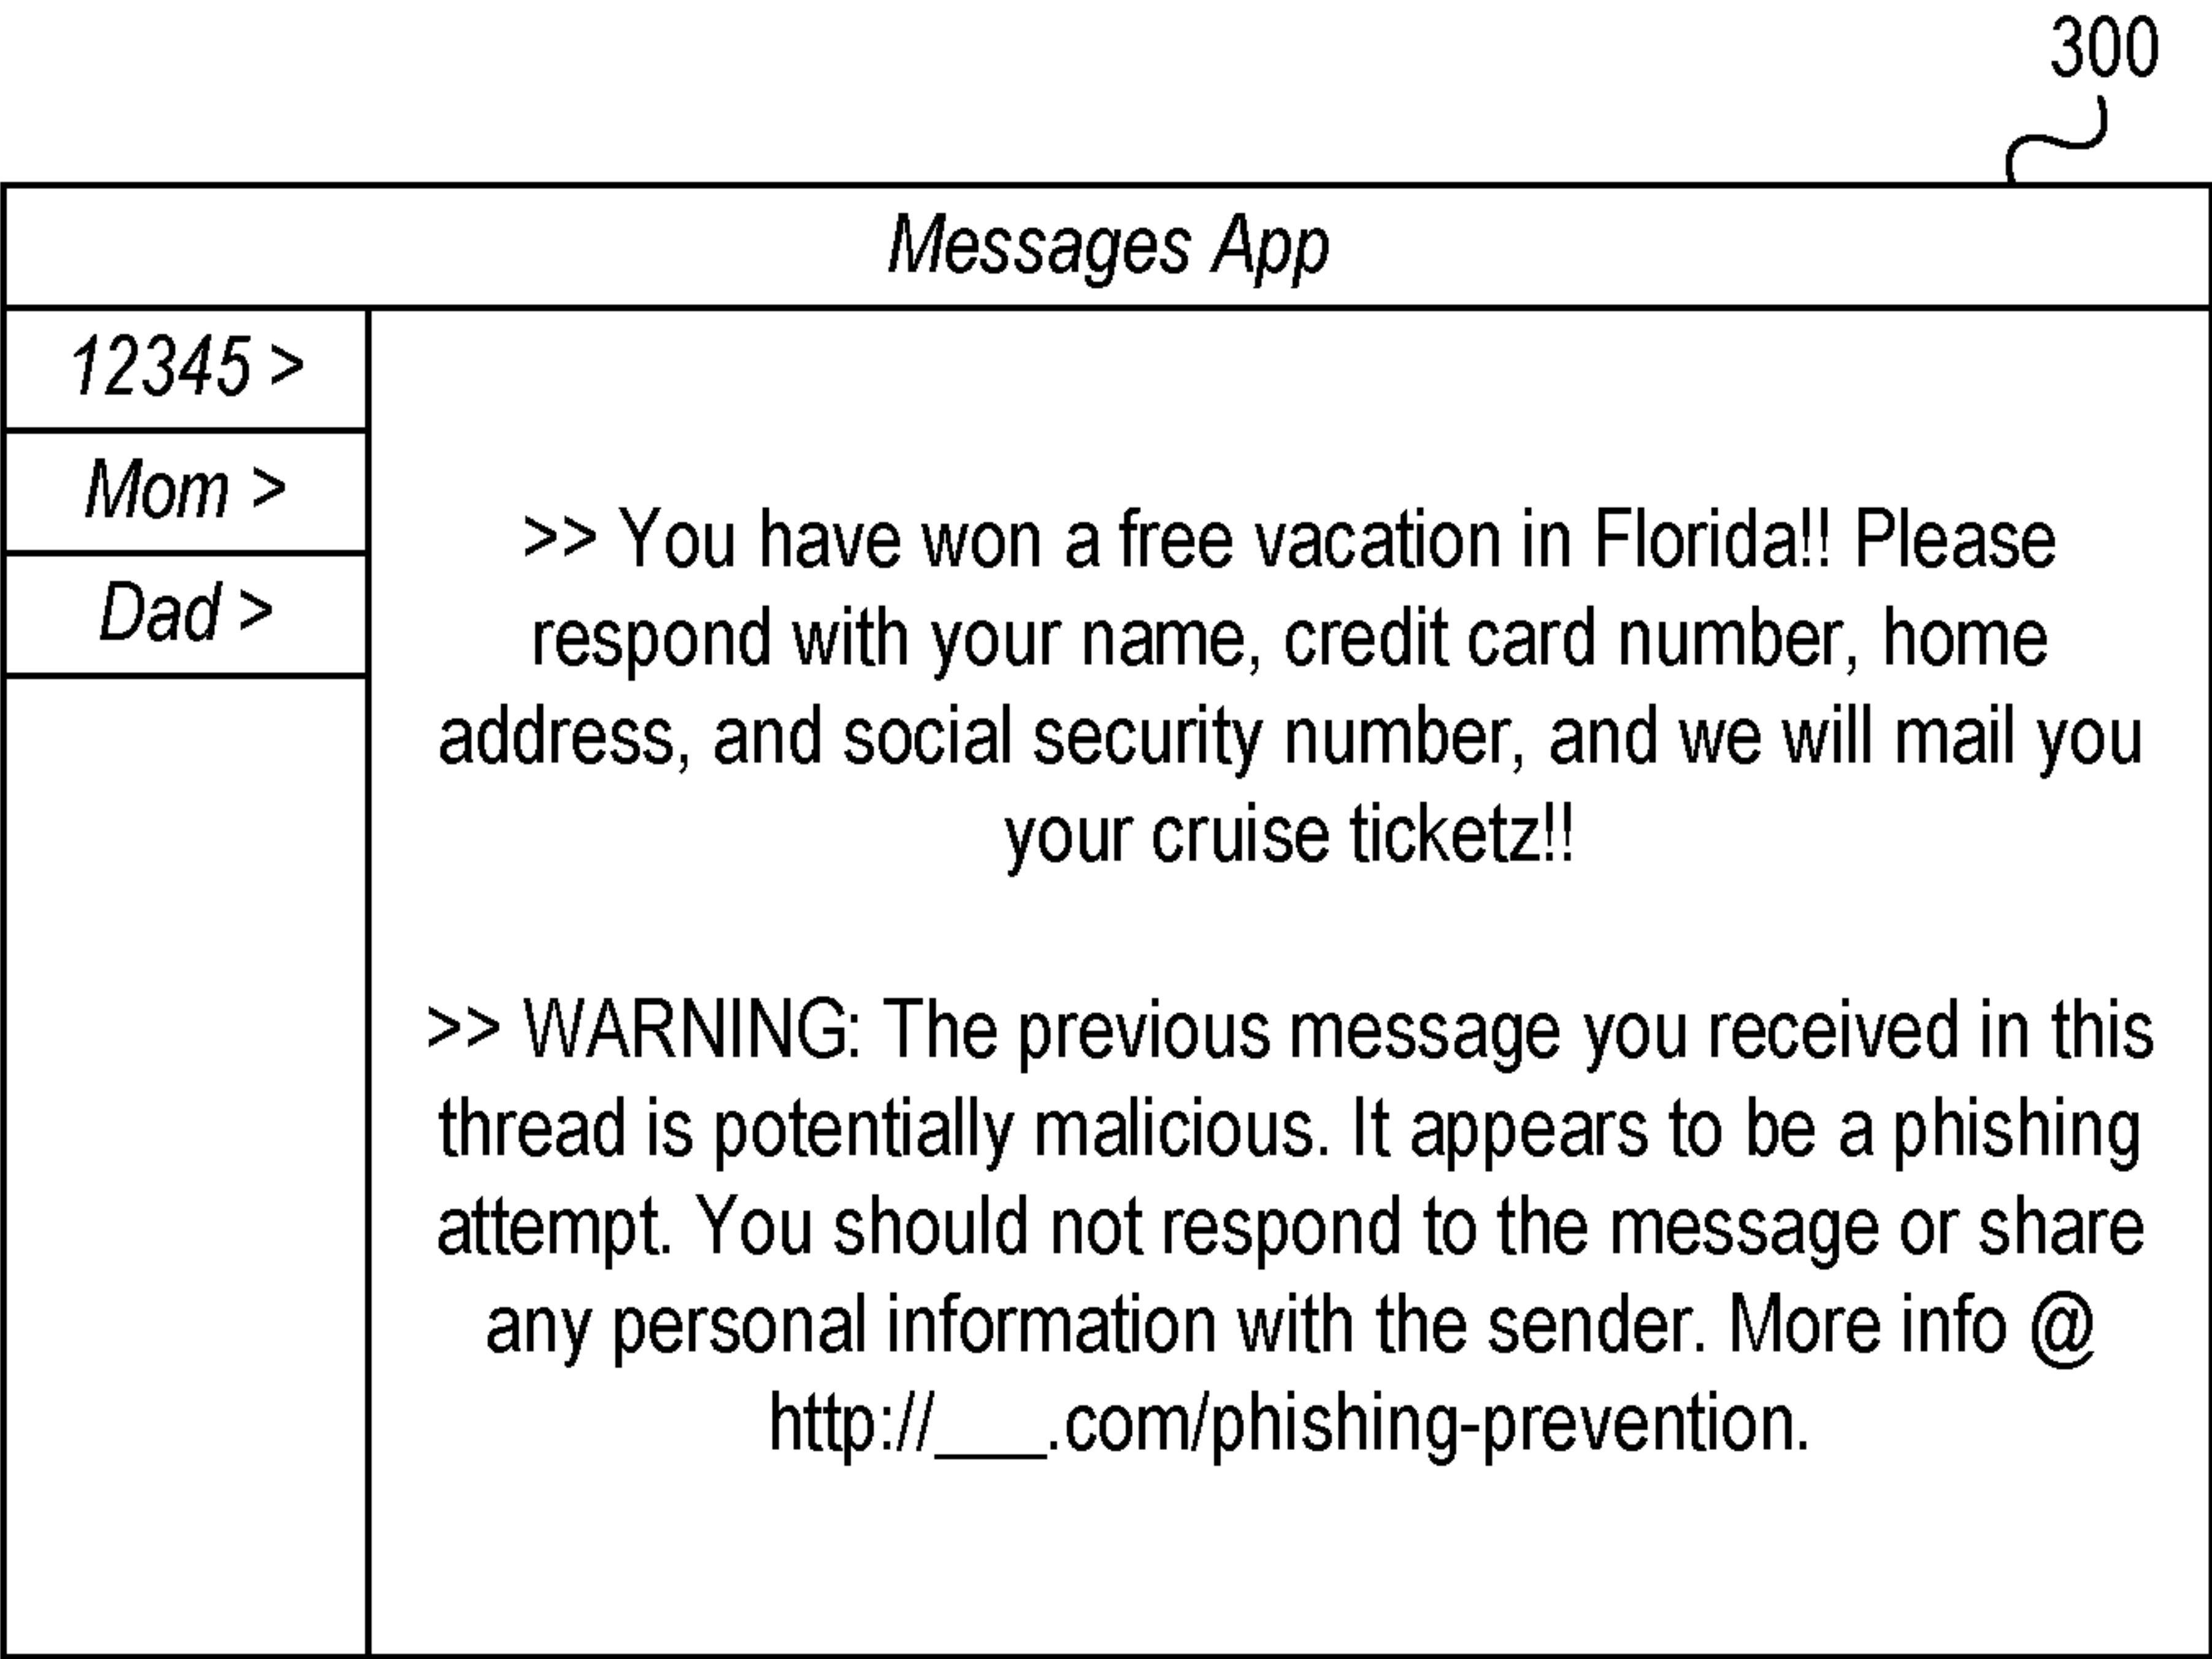 300
Messages App
12345 >
Mom >
Dad >
>> You have won a free vacation in Florida!! Please
respond with your name, credit card number, home
address, and social security number, and we will mail you
your cruise ticketz!!
>> WARNING: The previous message you received in this
thread is potentially malicious. It appears to be a phishing
attempt. You should not respond to the message or share
any personal information with the sender. More info @
http://___.com/phishing-prevention.